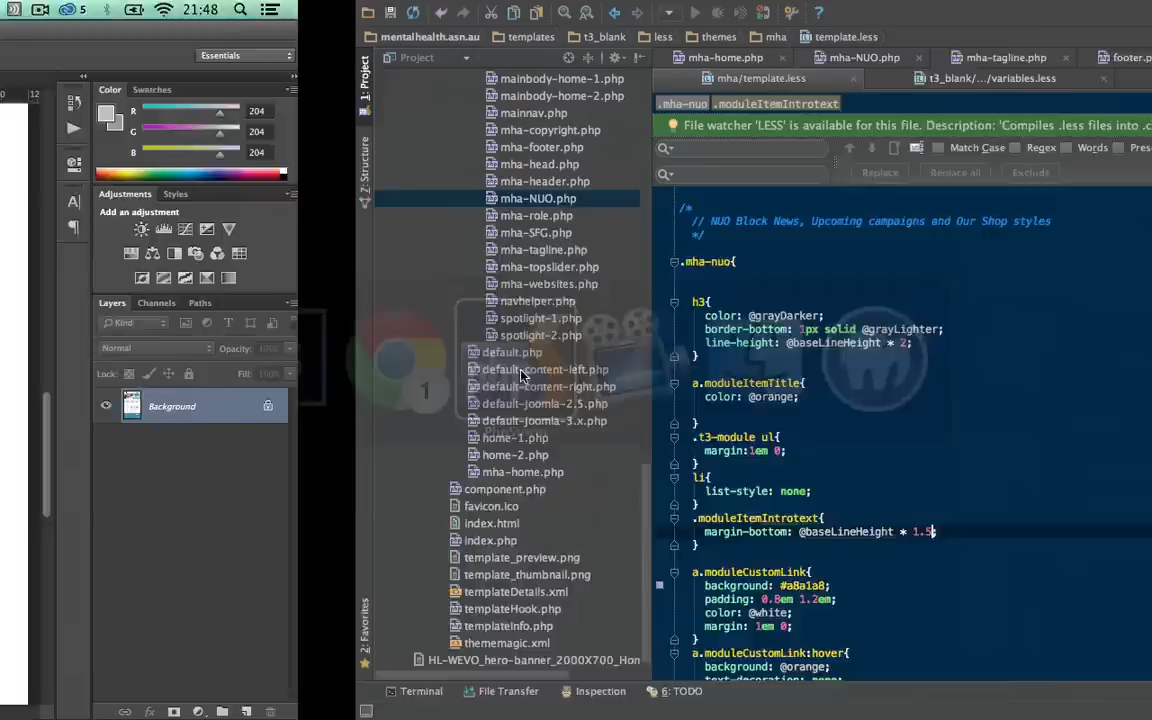 5
21:48
Essentials
0
12
Color
Swatches
R
204
G
204
B
204
Adjustments
Styles
Add an adjustment
Layers
Channels
Paths
Kind
Normal
Opacity:
Lock:
Fill:
Background
mentalhealth.asn.au
templates
t3_blank
less
themes
mha
template.less
Project
1: Project
Z: Structure
2: Favorites
mainbody-home-1.php
mainbody-home-2.php
mainnav.php
mha-copyright.php
mha-footer.php
mha-head.php
mha-header.php
mha-NUO.php
mha-role.php
mha-SFG.php
mha-tagline.php
mha-topslider.php
mha-websites.php
navhelper.php
spotlight-1.php
spotlight-2.php
default.php
default-content-left.php
default-content-right.php
default-joomla-2.5.php
default-joomla-3.x.php
home-1.php
home-2.php
mha-home.php
component.php
favicon.ico
index.html
index.php
template_preview.png
template_thumbnail.png
templateDetails.xml
templateHook.php
templateInfo.php
thememagic.xml
HL-WEVO_hero-banner_2000X700_Hon
1
mha-home.php
mha-NUO.php
mha-tagline.php
footer.p
mha/template.less
t3_blank/.../variables.less
.mha-nuo
.moduleItemIntrotext
File watcher 'LESS' is available for this file. Description: 'Compiles .less files into .c
Match Case
Regex
Words
Pres
Replace
Replace all
Exclude
/*
// NUO Block News, Upcoming campaigns and Our Shop styles
*/
.mha-nuo{
h3{
color: @grayDarker;
border-bottom: 1px solid @grayLighter;
line-height: @baseLineHeight * 2;
}
a.moduleItemTitle{
color: @orange;
}
.t3-module ul{
margin:1em 0;
}
li{
list-style: none;
}
.moduleItemIntrotext{
margin-bottom: @baseLineHeight * 1.5;
}
a.moduleCustomLink{
background: #a8a1a8;
padding: 0.8em 1.2em;
color: @white;
margin: 1em 0;
}
a.moduleCustomLink:hover{
background: @orange;
text-decoration: none;
Terminal
File Transfer
Inspection
6: TODO